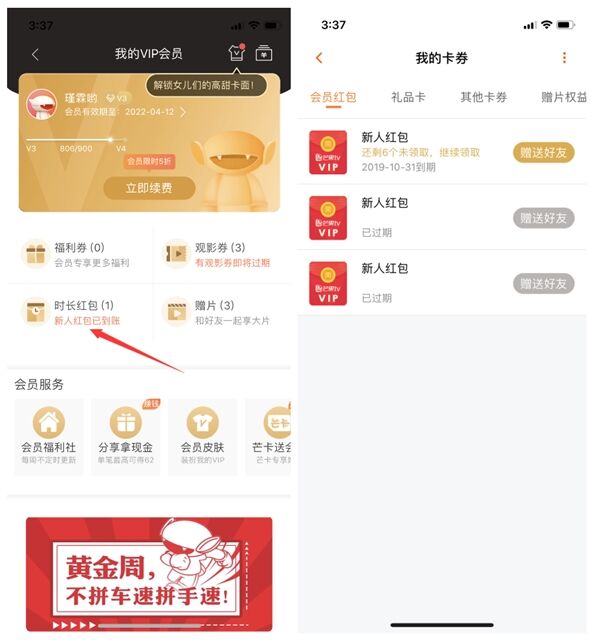 3:37
我的VIP会员
解锁女儿们的高甜卡面！
瑾霖哟 V3
会员有效期至：2022-04-12
V3 806/900 V4
会员限时5折
立即续费
福利券 (0)
会员专享更多福利
观影券 (3)
有观影券即将过期
时长红包 (1)
新人红包已到账
赠片 (3)
和好友一起享大片
会员服务
赚钱
会员福利社
每周不定时更新
分享拿现金
单笔最高可得62
会员皮肤
装扮我的VIP
芒卡
芒卡送会
芒卡专享
黄金周，
不拼车速拼手速！
3:37
我的卡券
会员红包 礼品卡 其他卡券 赠片权益
新人红包
还剩6个未领取，继续领取
2019-10-31到期
赠送好友
芒果tv
VIP
新人红包
已过期
赠送好友
芒果tv
VIP
新人红包
已过期
赠送好友
芒果tv
VIP